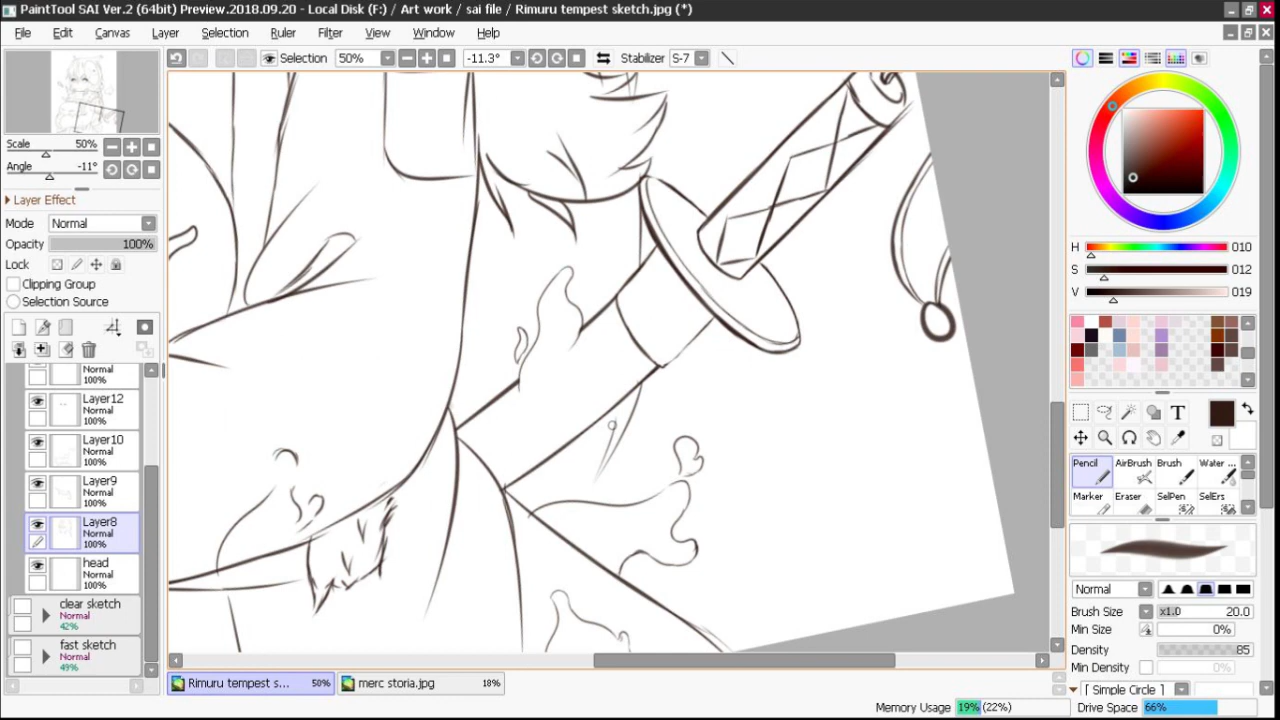 PaintTool SAI Ver.2 (64bit) Preview.2018.09.20 - Local Disk (F:) / Art work / sai file / Rimuru tempest sketch.jpg (*)
File Edit Canvas Layer Selection Ruler Filter View Window Help
Selection 50% -11.3° Stabilizer S-7
Scale 50%
Angle -11°
Layer Effect
Mode Normal
Opacity 100%
Lock
Clipping Group
Selection Source
Normal
100%
Layer12
Normal
100%
Layer10
Normal
100%
Layer9
Normal
100%
Layer8
Normal
100%
head
Normal
100%
clear sketch
Normal
42%
fast sketch
Normal
49%
H 010
S 012
V 019
T
Pencil AirBrush Brush Water ...
Marker Eraser SelPen SelErs
Normal
Brush Size x1.0 20.0
Min Size 0%
Density 85
Min Density 0%
[ Simple Circle ]
Rimuru tempest s... 50% merc storia.jpg 18%
Memory Usage 19% (22%) Drive Space 66%